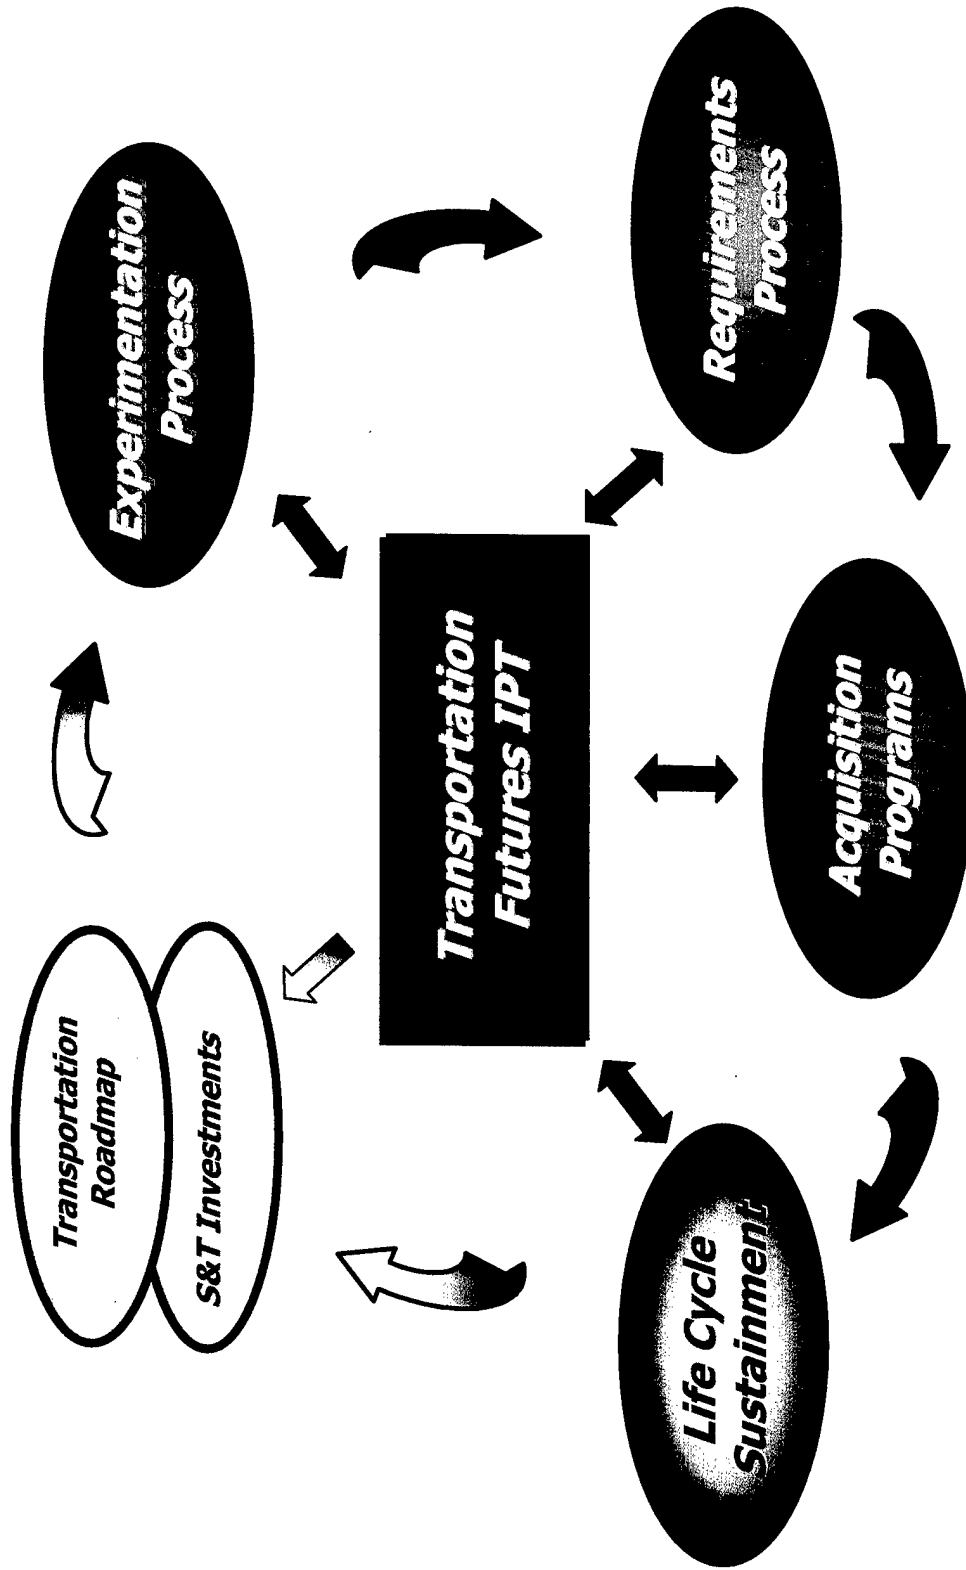 Transportation
Roadmap
S&T Investments
Experimentation
Process
Transportation
Futures IPT
Life Cycle
Sustainment
Requirements
Process
Acquisition
Programs